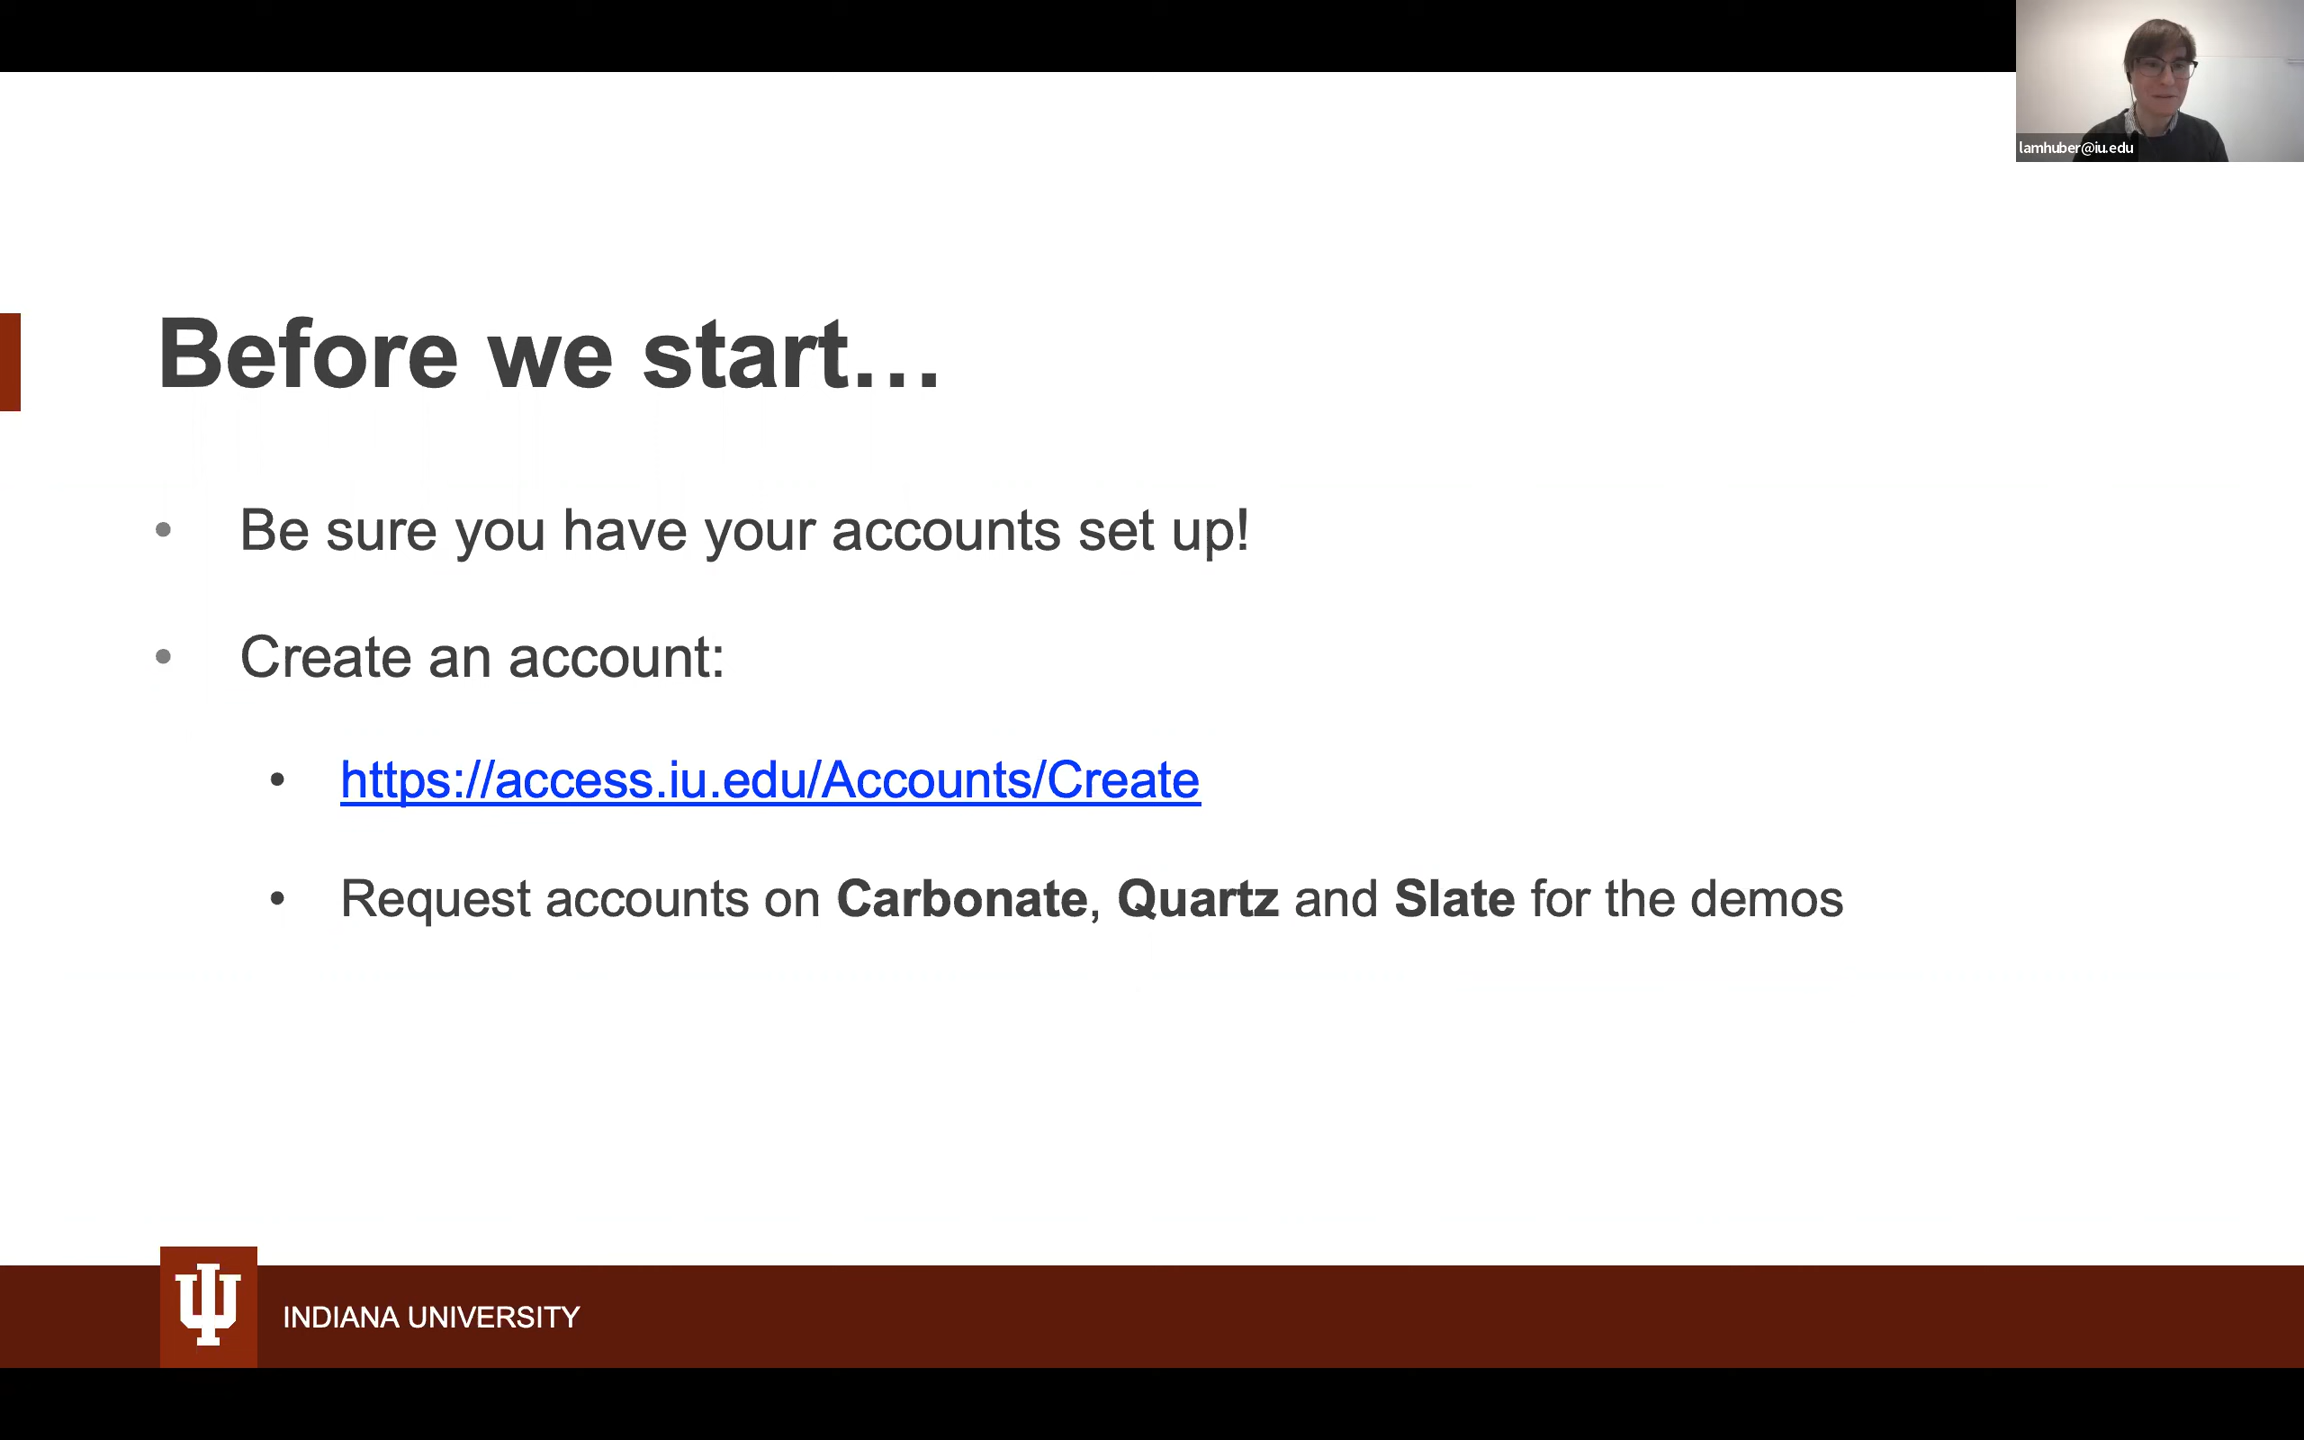 lamhuber@iu.edu
Before we start…
• Be sure you have your accounts set up!
• Create an account:
• https://access.iu.edu/Accounts/Create
• Request accounts on Carbonate, Quartz and Slate for the demos
INDIANA UNIVERSITY